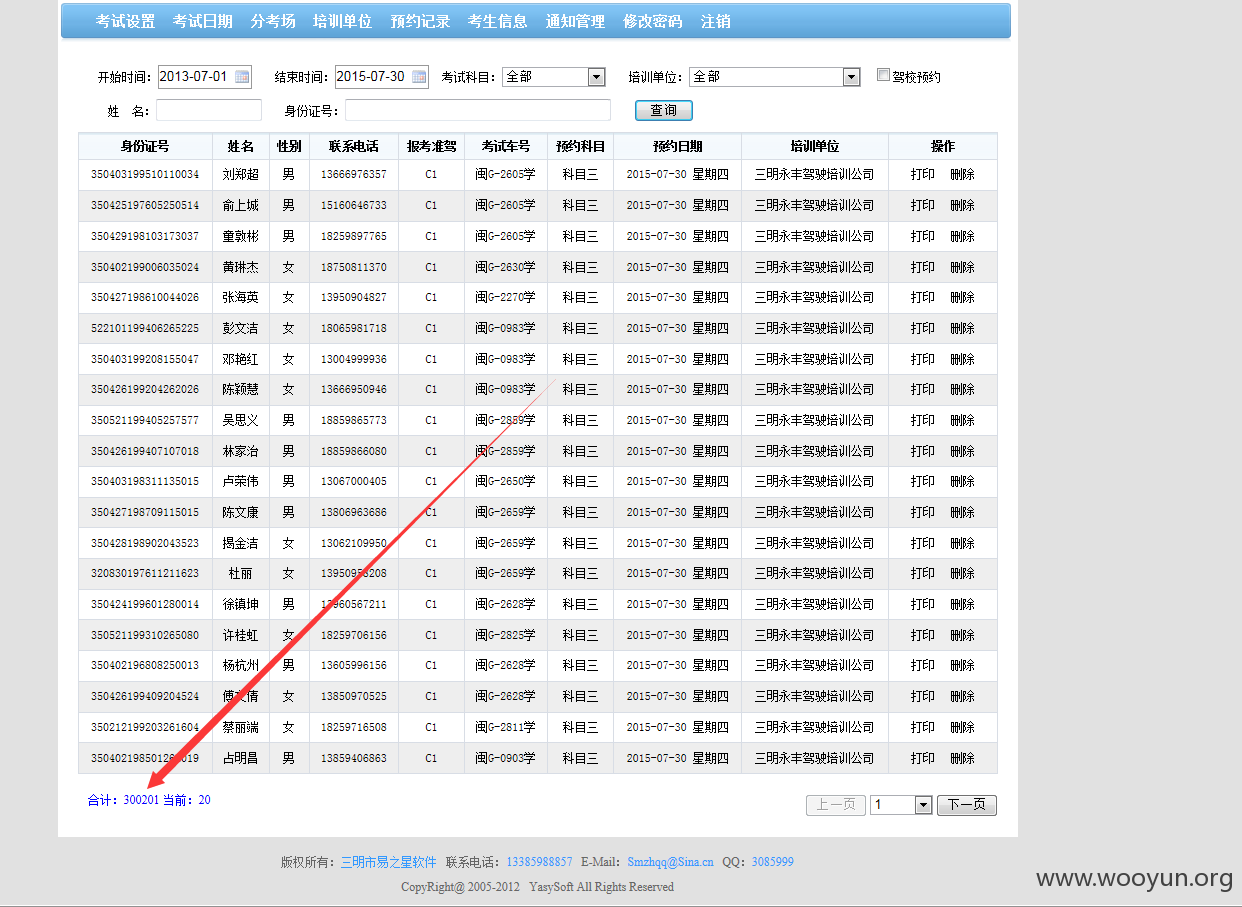 考试设置 考试日期 分考场 培训单位 预约记录 考生信息 通知管理 修改密码 注销
开始时间: 2013-07-01 结束时间: 2015-07-30 考试科目: 全部 培训单位: 全部 驾校预约
姓 名: 身份证号: 查询
身份证号 姓名 性别 联系电话 报考准驾 考试车号 预约科目 预约日期 培训单位 操作
350403199510110034 刘郑超 男 13666976357 C1 闽G-2605学 科目三 2015-07-30 星期四 三明永丰驾驶培训公司 打印 删除
350425197605250514 俞上城 男 15160646733 C1 闽G-2605学 科目三 2015-07-30 星期四 三明永丰驾驶培训公司 打印 删除
350429198103173037 童敦彬 男 18259897765 C1 闽G-2605学 科目三 2015-07-30 星期四 三明永丰驾驶培训公司 打印 删除
350402199006035024 黄琳杰 女 18750811370 C1 闽G-2630学 科目三 2015-07-30 星期四 三明永丰驾驶培训公司 打印 删除
350427198610044026 张海英 女 13950904827 C1 闽G-2270学 科目三 2015-07-30 星期四 三明永丰驾驶培训公司 打印 删除
522101199406265225 彭文洁 女 18065981718 C1 闽G-0983学 科目三 2015-07-30 星期四 三明永丰驾驶培训公司 打印 删除
350403199208155047 邓艳红 女 13004999936 C1 闽G-0983学 科目三 2015-07-30 星期四 三明永丰驾驶培训公司 打印 删除
350426199204262026 陈颖慧 女 13666950946 C1 闽G-0983学 科目三 2015-07-30 星期四 三明永丰驾驶培训公司 打印 删除
350521199405257577 吴思义 男 18859865773 C1 闽G-2859学 科目三 2015-07-30 星期四 三明永丰驾驶培训公司 打印 删除
350426199407107018 林家治 男 18859866080 C1 闽G-2859学 科目三 2015-07-30 星期四 三明永丰驾驶培训公司 打印 删除
350403198311135015 卢荣伟 男 13067000405 C1 闽G-2650学 科目三 2015-07-30 星期四 三明永丰驾驶培训公司 打印 删除
350427198709115015 陈文康 男 13806963686 C1 闽G-2659学 科目三 2015-07-30 星期四 三明永丰驾驶培训公司 打印 删除
350428198902043523 揭金洁 女 13062109950 C1 闽G-2659学 科目三 2015-07-30 星期四 三明永丰驾驶培训公司 打印 删除
320830197611211623 杜丽 女 C1 闽G-2659学 科目三 2015-07-30 星期四 三明永丰驾驶培训公司 打印 删除
350424199601280014 徐镇坤 男 C1 闽G-2628学 科目三 2015-07-30 星期四 三明永丰驾驶培训公司 打印 删除
350521199310265080 许桂虹 女 18259706156 C1 闽G-2825学 科目三 2015-07-30 星期四 三明永丰驾驶培训公司 打印 删除
350402196808250013 杨杭州 男 13605996156 C1 闽G-2628学 科目三 2015-07-30 星期四 三明永丰驾驶培训公司 打印 删除
350426199409204524 女 13850970525 C1 闽G-2628学 科目三 2015-07-30 星期四 三明永丰驾驶培训公司 打印 删除
350212199203261604 蔡丽端 女 18259716508 C1 闽G-2811学 科目三 2015-07-30 星期四 三明永丰驾驶培训公司 打印 删除
占明昌 男 13859406863 C1 闽G-0903学 科目三 2015-07-30 星期四 三明永丰驾驶培训公司 打印 删除
合计: 300201 当前: 20 上一页 1 下一页
版权所有: 三明市易之星软件 联系电话: 13385988857 E-Mail: Smzhqq@Sina.cn QQ: 3085999
CopyRight@ 2005-2012 YasySoft All Rights Reserved
www.wooyun.org